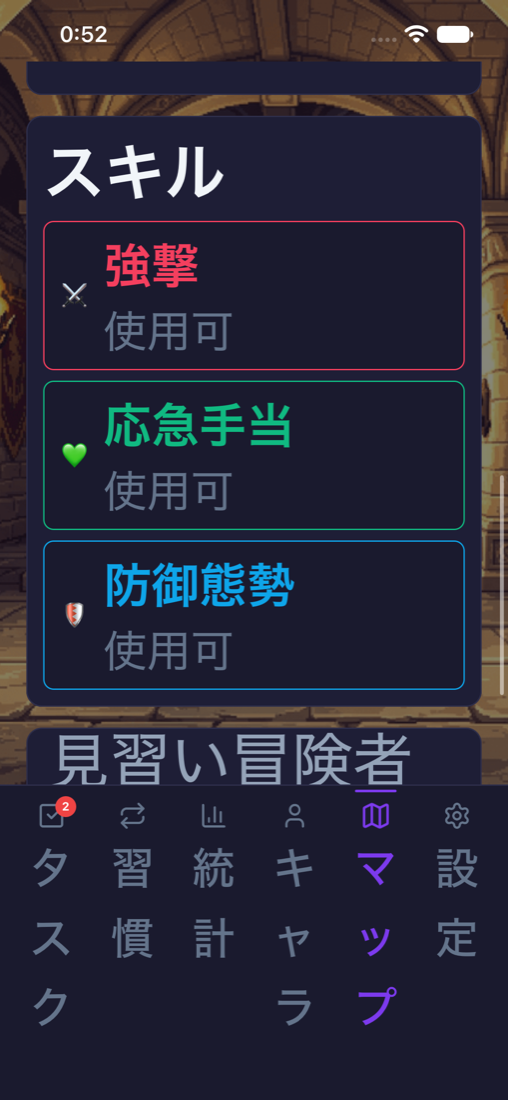 0:52
スキル
強撃
使用可
応急手当
使用可
防御態勢
使用可
見習い冒険者
2
タスク
習慣
統計
キャラ
マップ
設定